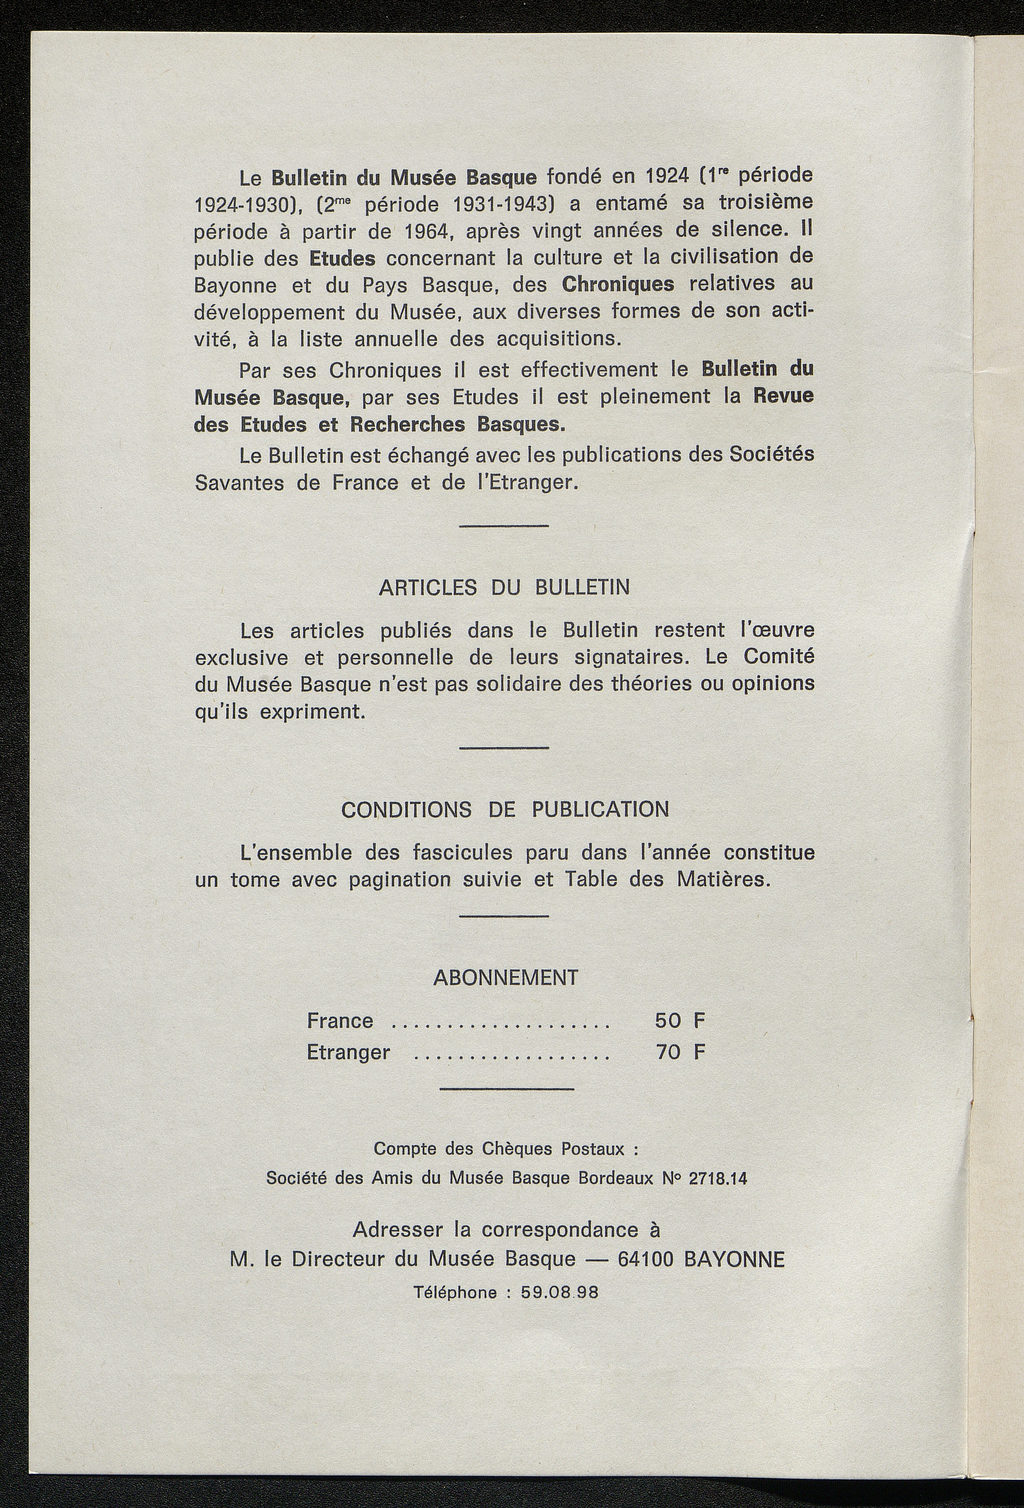 Le Bulletin du Musée Basque fondé en 1924 (1re période
1924-1930), (2me période 1931-1943) a entamé sa troisième
période à partir de 1964, après vingt années de silence. Il
publie des Etudes concernant la culture et la civilisation de
Bayonne et du Pays Basque, des Chroniques relatives au
développement du Musée, aux diverses formes de son acti-
vité, à la liste annuelle des acquisitions.
Par ses Chroniques il est effectivement le Bulletin du
Musée Basque, par ses Etudes il est pleinement la Revue
des Etudes et Recherches Basques.
Le Bulletin est échangé avec les publications des Sociétés
Savantes de France et de l'Etranger.
ARTICLES DU BULLETIN
Les articles publiés dans le Bulletin restent l'œuvre
exclusive et personnelle de leurs signataires. Le Comité
du Musée Basque n'est pas solidaire des théories ou opinions
qu'ils expriment.
CONDITIONS DE PUBLICATION
L'ensemble des fascicules paru dans l'année constitue
un tome avec pagination suivie et Table des Matières.
ABONNEMENT
France .................... 50 F
Etranger .................. 70 F
Compte des Chèques Postaux :
Société des Amis du Musée Basque Bordeaux Nº 2718.14
Adresser la correspondance à
M. le Directeur du Musée Basque — 64100 BAYONNE
Téléphone : 59.08.98